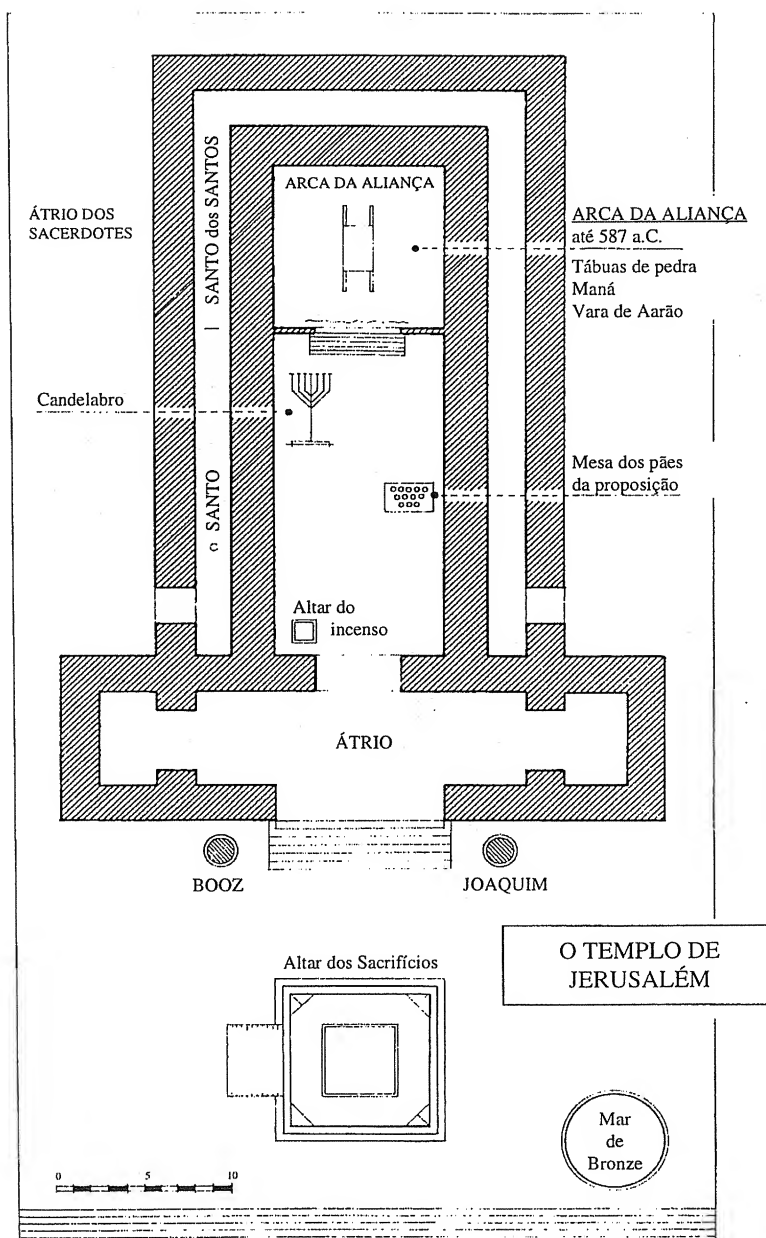 ARCA DA ALIANÇA
SANTO dos SANTOS
ÁTRIO DOS
SACERDOTES
ARCA DA ALIANÇA
até 587 a.C.
Tábuas de pedra
Maná
Vara de Aarão
Candelabro
SANTO
Mesa dos pães
da proposição
Altar do
incenso
ÁTRIO
BOOZ
JOAQUIM
O TEMPLO DE
JERUSALÉM
Altar dos Sacrifícios
Mar
de
Bronze
0 5 10